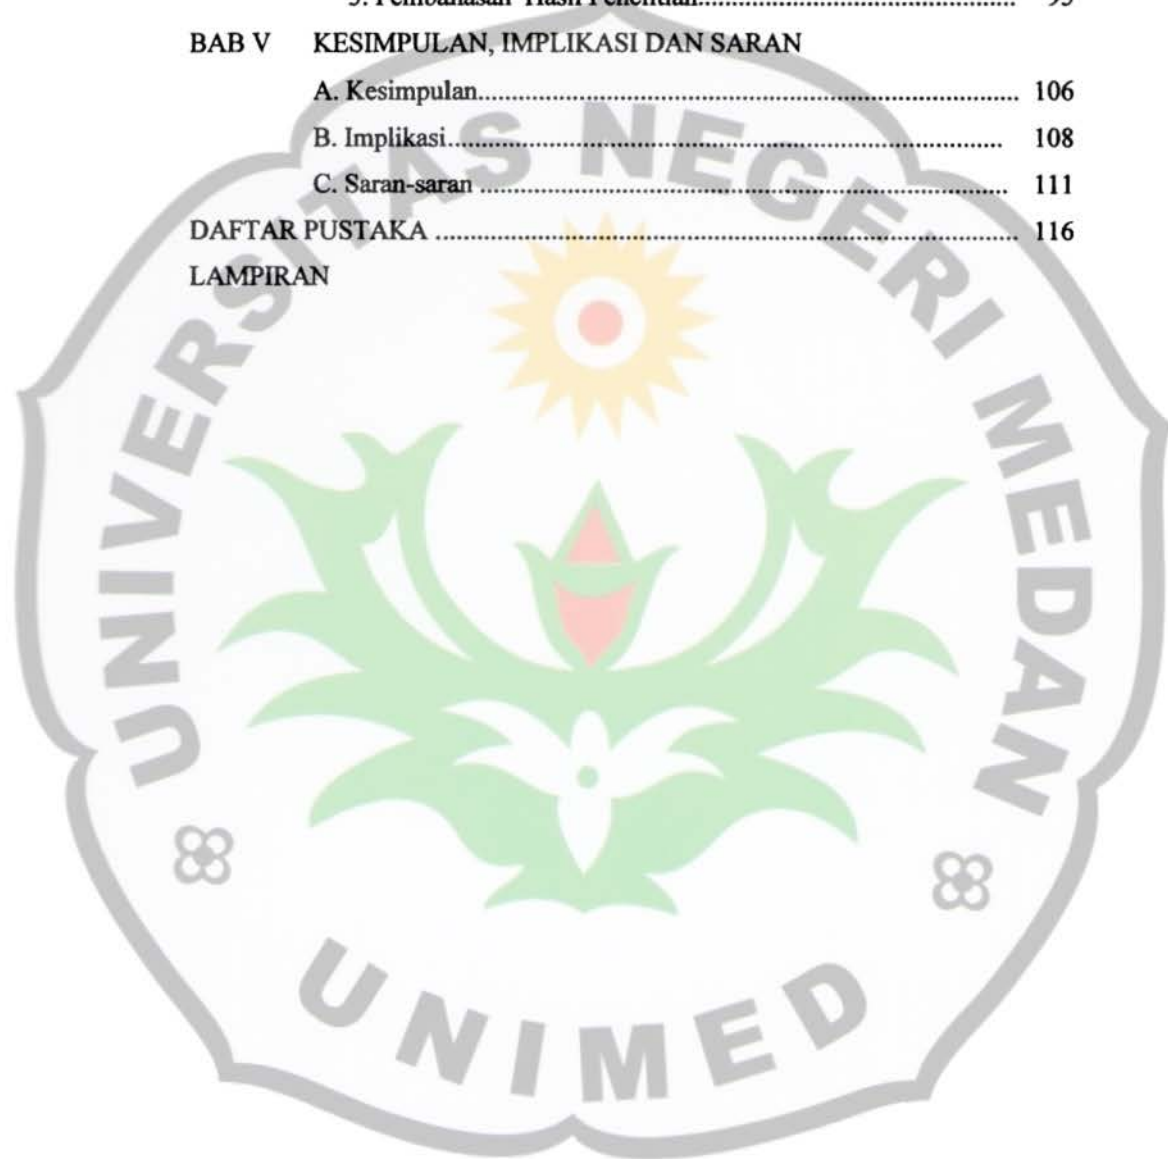 BAB V KESIMPULAN, IMPLIKASI DAN SARAN
A. Kesimpulan................................................................................ 106
B. Implikasi.................................................................................. 108
C. Saran-saran .............................................................................. 111
DAFTAR PUSTAKA ...................................................................................... 116
LAMPIRAN
UNIVERSITAS NEGERI MEDAN
UNIMED